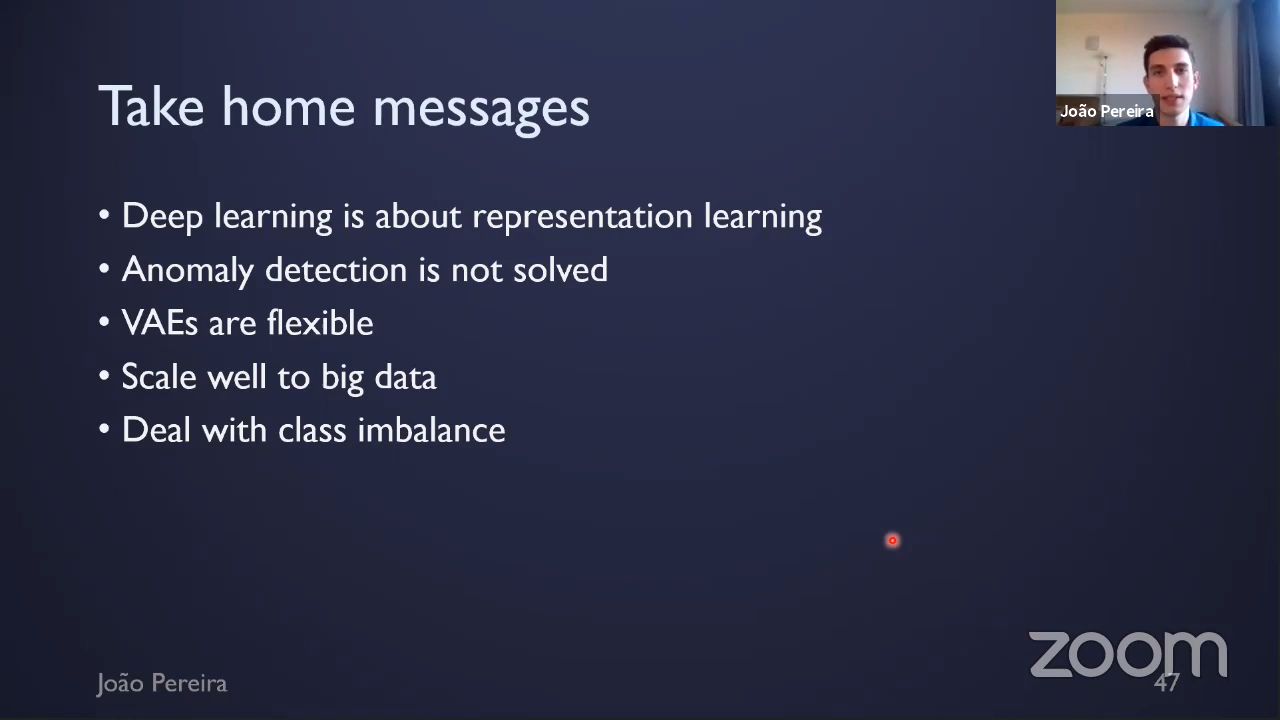 Take home messages
João Pereira
• Deep learning is about representation learning
• Anomaly detection is not solved
• VAEs are flexible
• Scale well to big data
• Deal with class imbalance
zoom
João Pereira
47